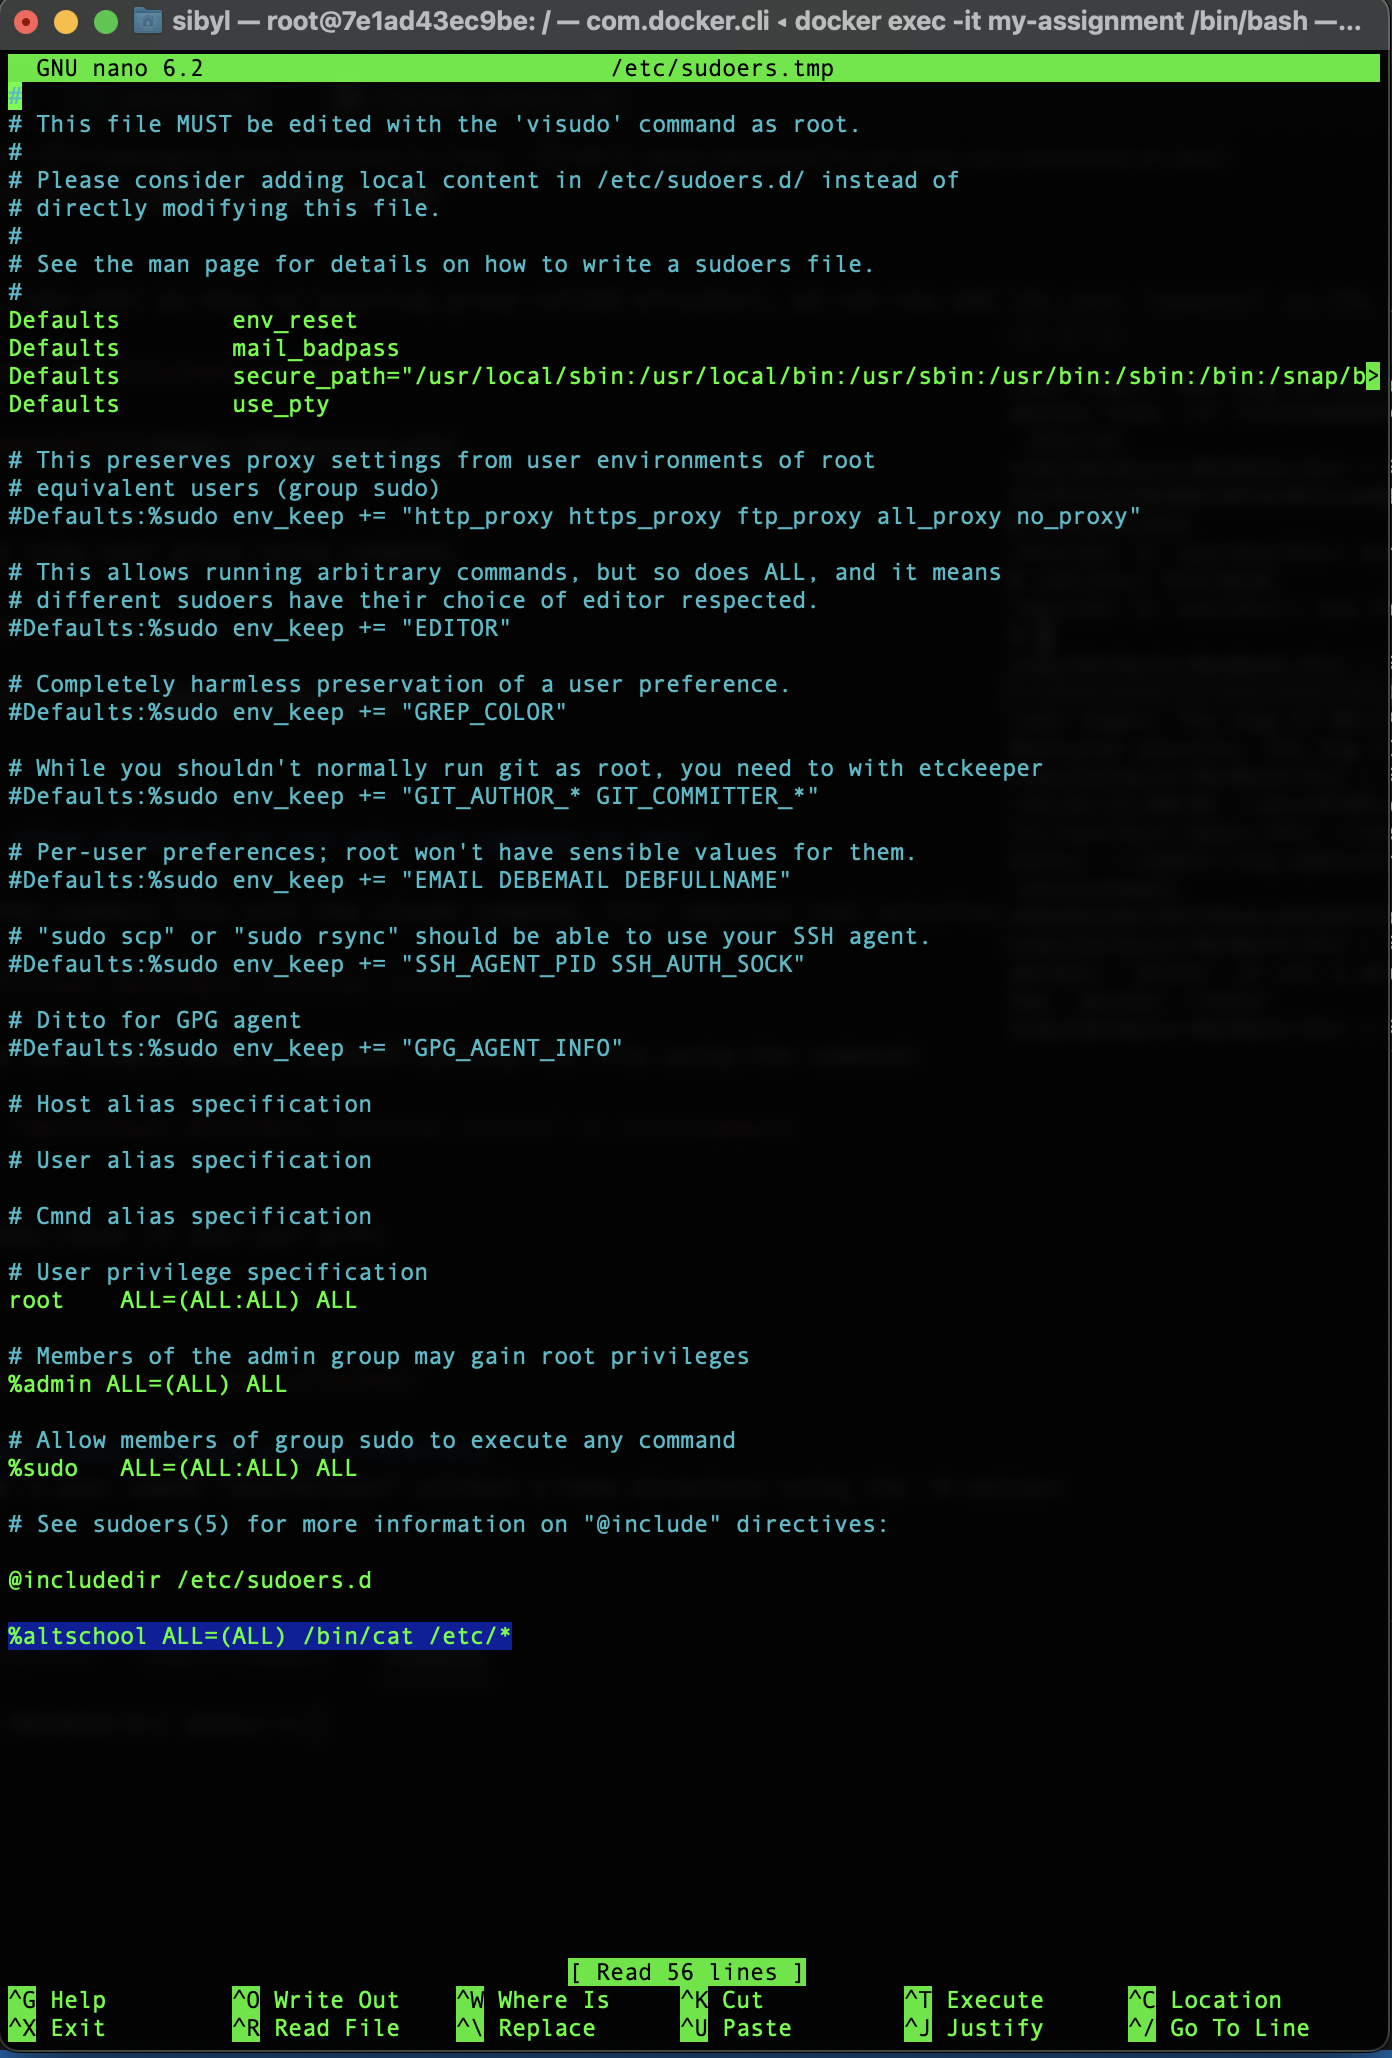 sibyl — root@7e1ad43ec9be: / — com.docker.cli ◂ docker exec -it my-assignment /bin/bash —...
GNU nano 6.2 /etc/sudoers.tmp
#
# This file MUST be edited with the 'visudo' command as root.
#
# Please consider adding local content in /etc/sudoers.d/ instead of
# directly modifying this file.
#
# See the man page for details on how to write a sudoers file.
#
Defaults        env_reset
Defaults        mail_badpass
Defaults        secure_path="/usr/local/sbin:/usr/local/bin:/usr/sbin:/usr/bin:/sbin:/bin:/snap/b>
Defaults        use_pty

# This preserves proxy settings from user environments of root
# equivalent users (group sudo)
#Defaults:%sudo env_keep += "http_proxy https_proxy ftp_proxy all_proxy no_proxy"

# This allows running arbitrary commands, but so does ALL, and it means
# different sudoers have their choice of editor respected.
#Defaults:%sudo env_keep += "EDITOR"

# Completely harmless preservation of a user preference.
#Defaults:%sudo env_keep += "GREP_COLOR"

# While you shouldn't normally run git as root, you need to with etckeeper
#Defaults:%sudo env_keep += "GIT_AUTHOR_* GIT_COMMITTER_*"

# Per-user preferences; root won't have sensible values for them.
#Defaults:%sudo env_keep += "EMAIL DEBEMAIL DEBFULLNAME"

# "sudo scp" or "sudo rsync" should be able to use your SSH agent.
#Defaults:%sudo env_keep += "SSH_AGENT_PID SSH_AUTH_SOCK"

# Ditto for GPG agent
#Defaults:%sudo env_keep += "GPG_AGENT_INFO"

# Host alias specification

# User alias specification

# Cmnd alias specification

# User privilege specification
root    ALL=(ALL:ALL) ALL

# Members of the admin group may gain root privileges
%admin ALL=(ALL) ALL

# Allow members of group sudo to execute any command
%sudo   ALL=(ALL:ALL) ALL

# See sudoers(5) for more information on "@include" directives:

@includedir /etc/sudoers.d

%altschool ALL=(ALL) /bin/cat /etc/*

[ Read 56 lines ]
^G Help ^O Write Out ^W Where Is ^K Cut ^T Execute ^C Location
^X Exit ^R Read File ^\ Replace ^U Paste ^J Justify ^/ Go To Line